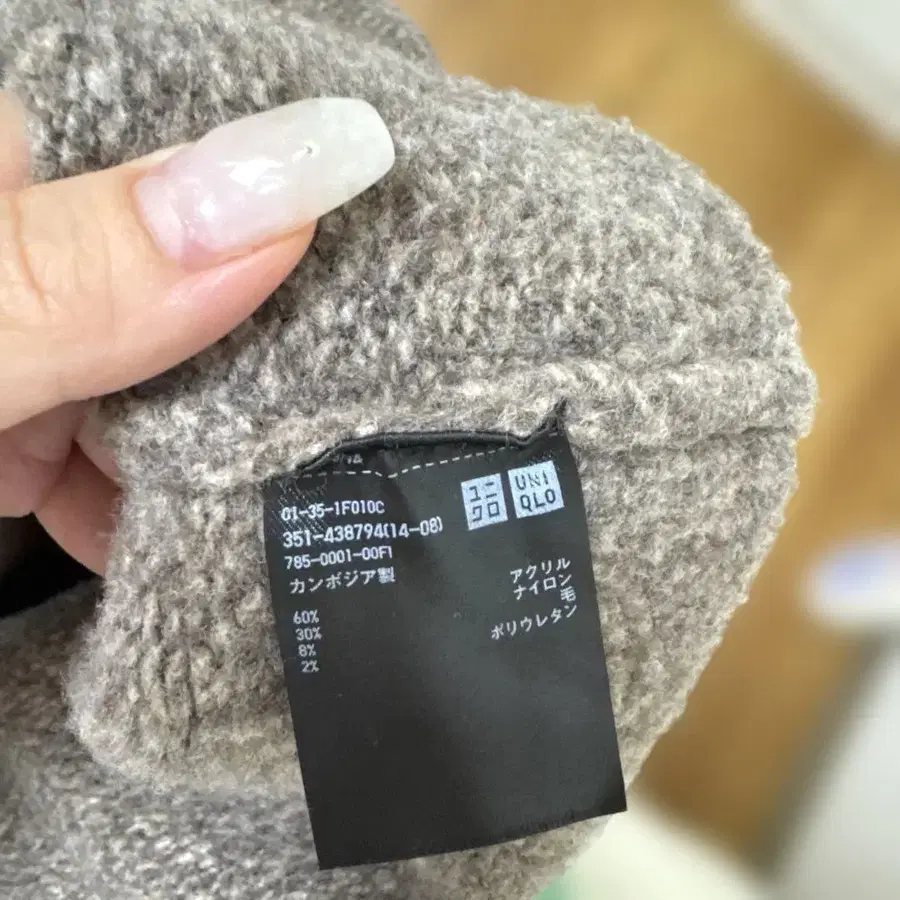 ユニクロ
UNIQLO
01-35-1F010C
351-438794(14-08)
785-0001-00F1
カンボジア製
60% アクリル
30% ナイロン
8% 毛
2% ポリウレタン